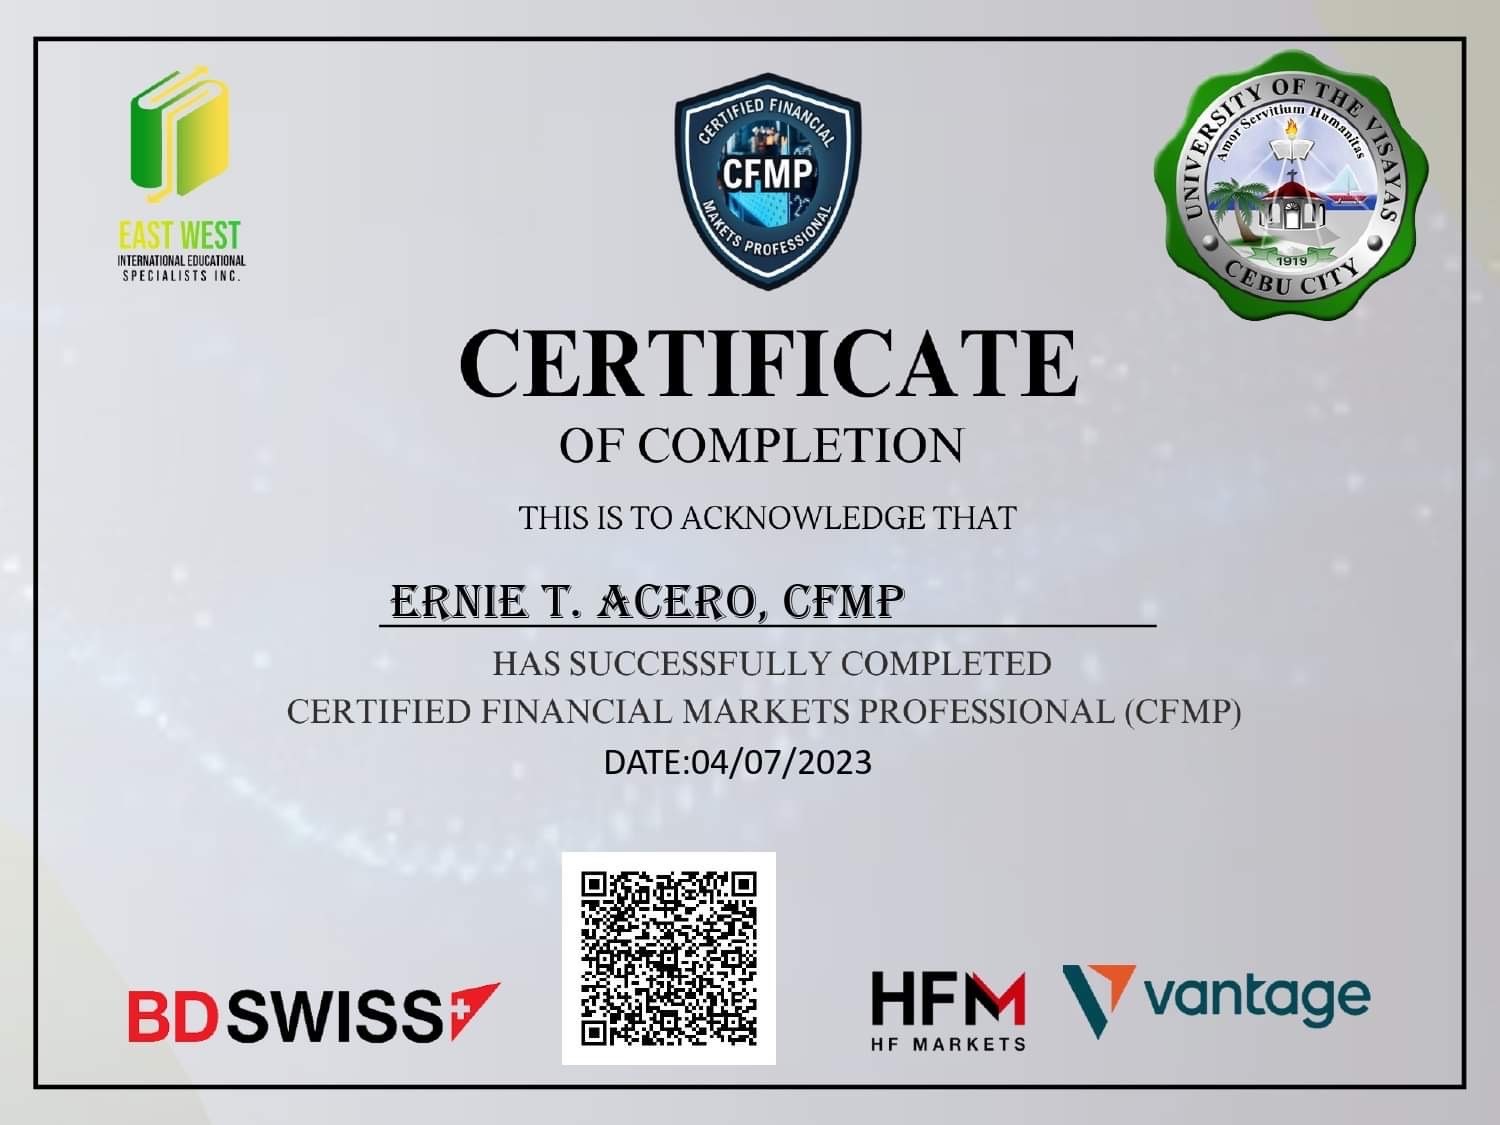 EAST WEST
INTERNATIONAL EDUCATIONAL
SPECIALISTS INC.
CERTIFIED FINANCIAL
CFMP
MAKETS PROFESSIONAL
UNIVERSITY OF THE VISAYAS
Amor Servitium Humanitas
1919
CEBU CITY
CERTIFICATE
OF COMPLETION
THIS IS TO ACKNOWLEDGE THAT
ERNIE T. ACERO, CFMP
HAS SUCCESSFULLY COMPLETED
CERTIFIED FINANCIAL MARKETS PROFESSIONAL (CFMP)
DATE:04/07/2023
BDSWISS
HFM
HF MARKETS
vantage